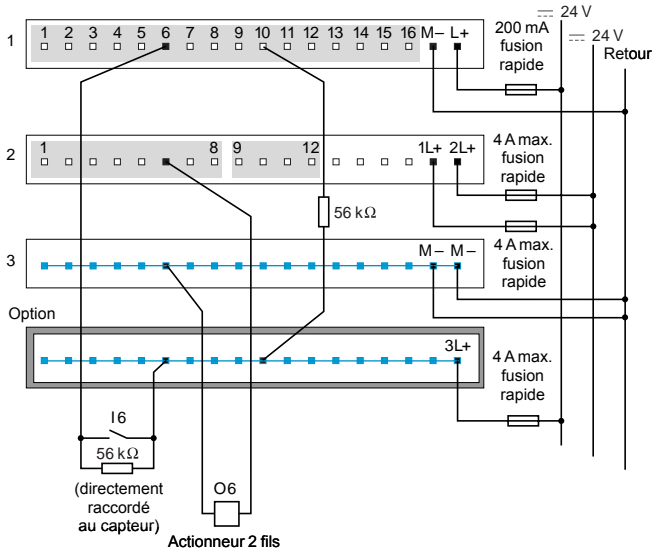 24 V
24 V
Retour
1
1 2 3 4 5 6 7 8 9 10 11 12 13 14 15 16 M– L+
200 mA
fusion
rapide
2
1 8 9 12 1L+ 2L+
4 A max.
fusion
rapide
56 kΩ
3
M– M–
4 A max.
fusion
rapide
Option
3L+
4 A max.
fusion
rapide
I6
56 kΩ
(directement
raccordé
au capteur)
O6
Actionneur 2 fils